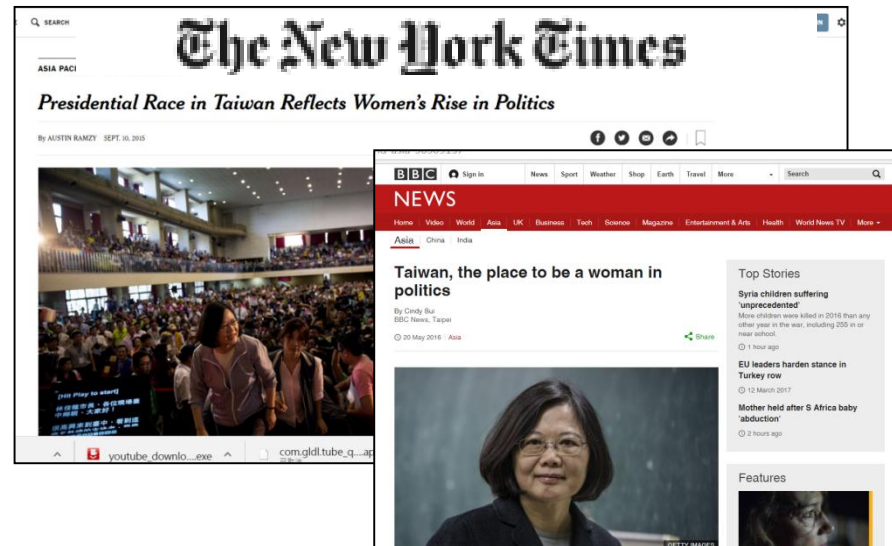 SEARCH
The New York Times
ASIA PACI
Presidential Race in Taiwan Reflects Women's Rise in Politics
By AUSTIN RAMZY SEPT. 10, 2015
[Hit Play to start]
youtube_downlo....exe
com.gldl.tube_q....ap
BBC Sign in News Sport Weather Shop Earth Travel More Search
NEWS
Home Video World Asia UK Business Tech Science Magazine Entertainment & Arts Health World News TV More
Asia China India
Taiwan, the place to be a woman in
politics
By Cindy Sui
BBC News, Taipei
20 May 2016 Asia
Share
GETTY IMAGES
Top Stories
Syria children suffering
'unprecedented'
More children were killed in 2016 than any
other year in the war, including 255 in or
near school.
1 hour ago
EU leaders harden stance in
Turkey row
12 March 2017
Mother held after S Africa baby
'abduction'
2 hours ago
Features